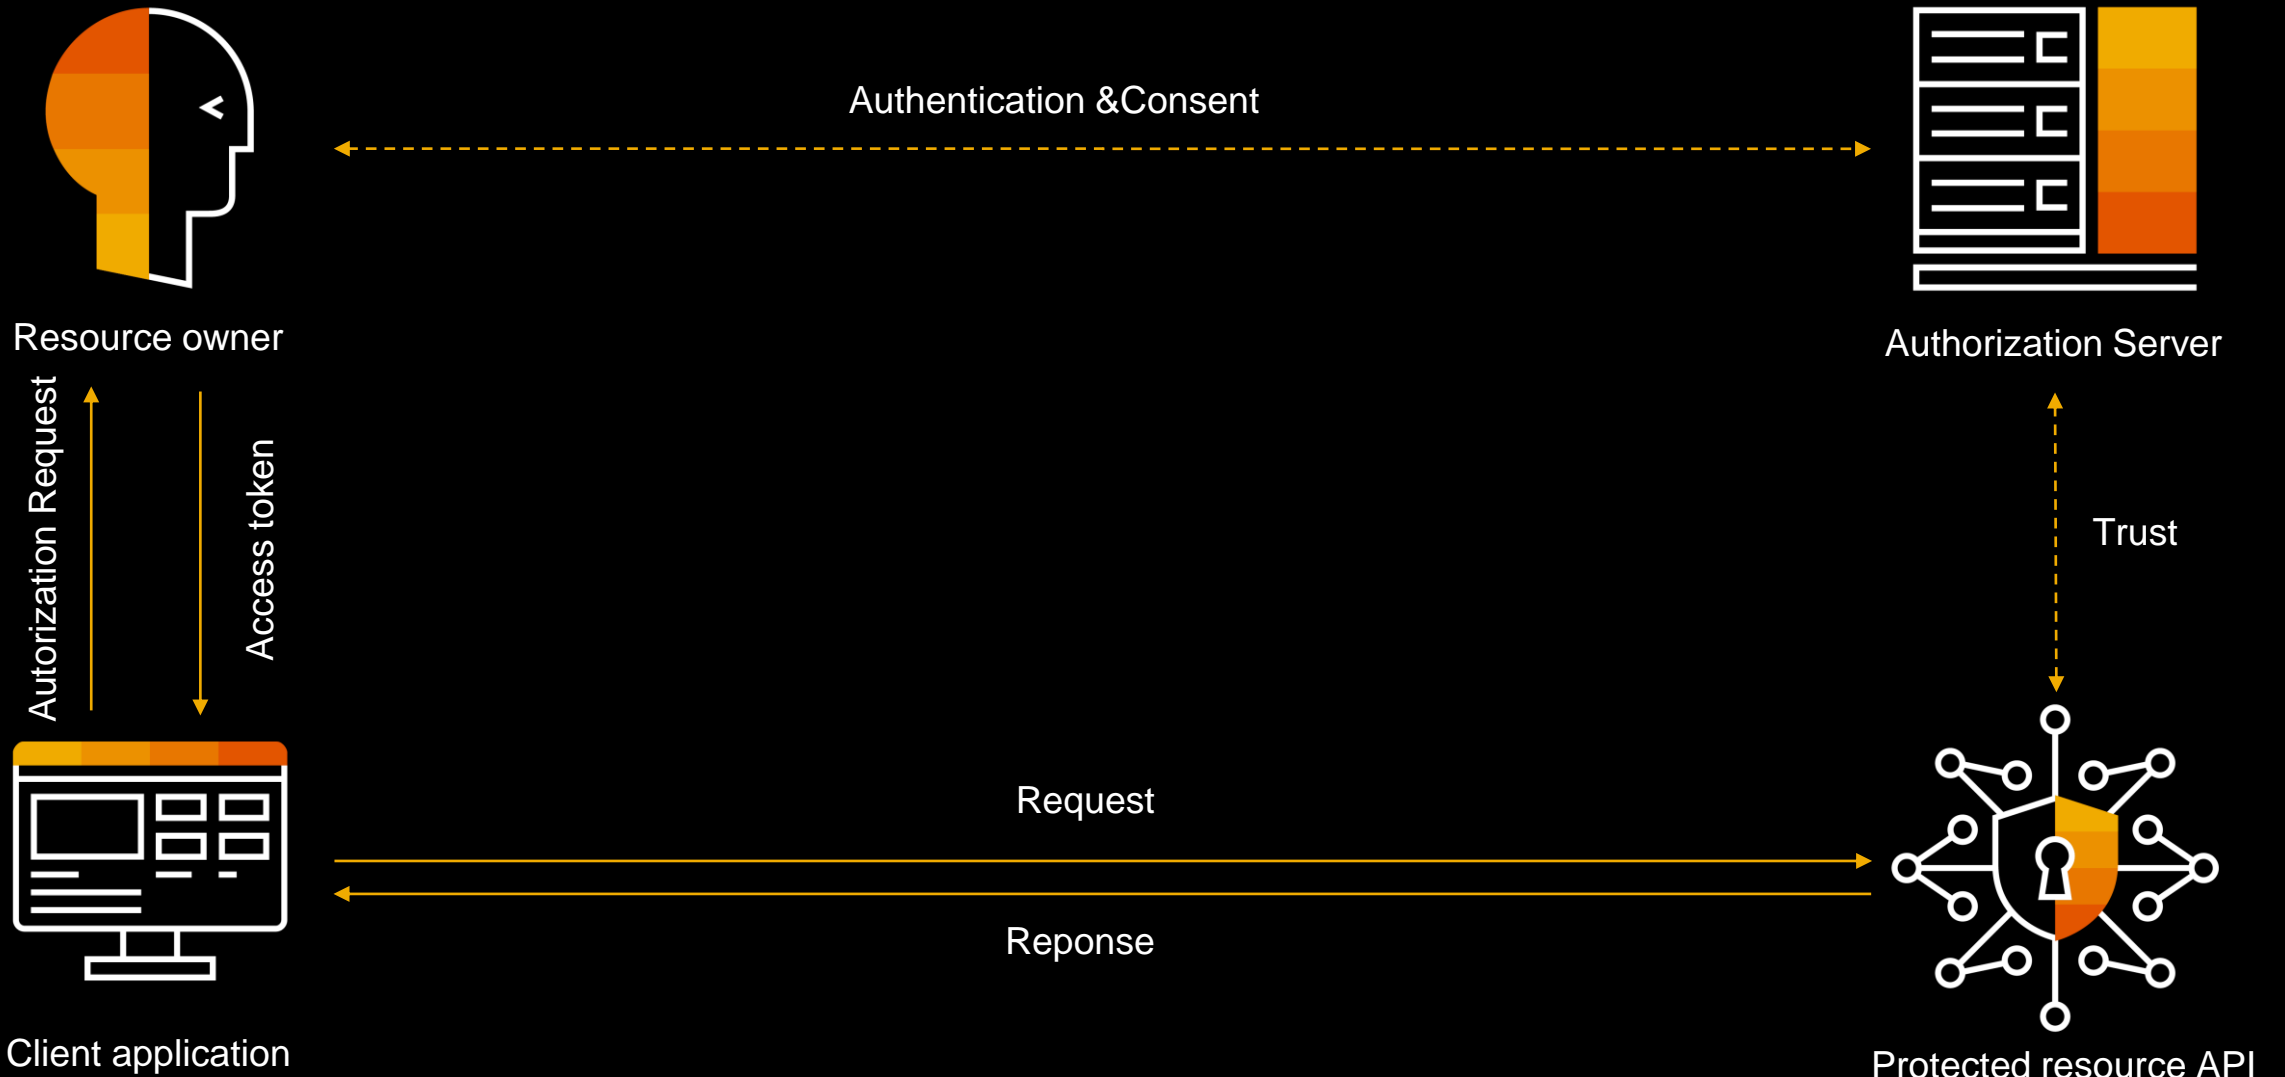 Authentication &Consent
Resource owner
Authorization Server
Autorization Request
Access token
Trust
Request
Reponse
Client application
Protected resource API